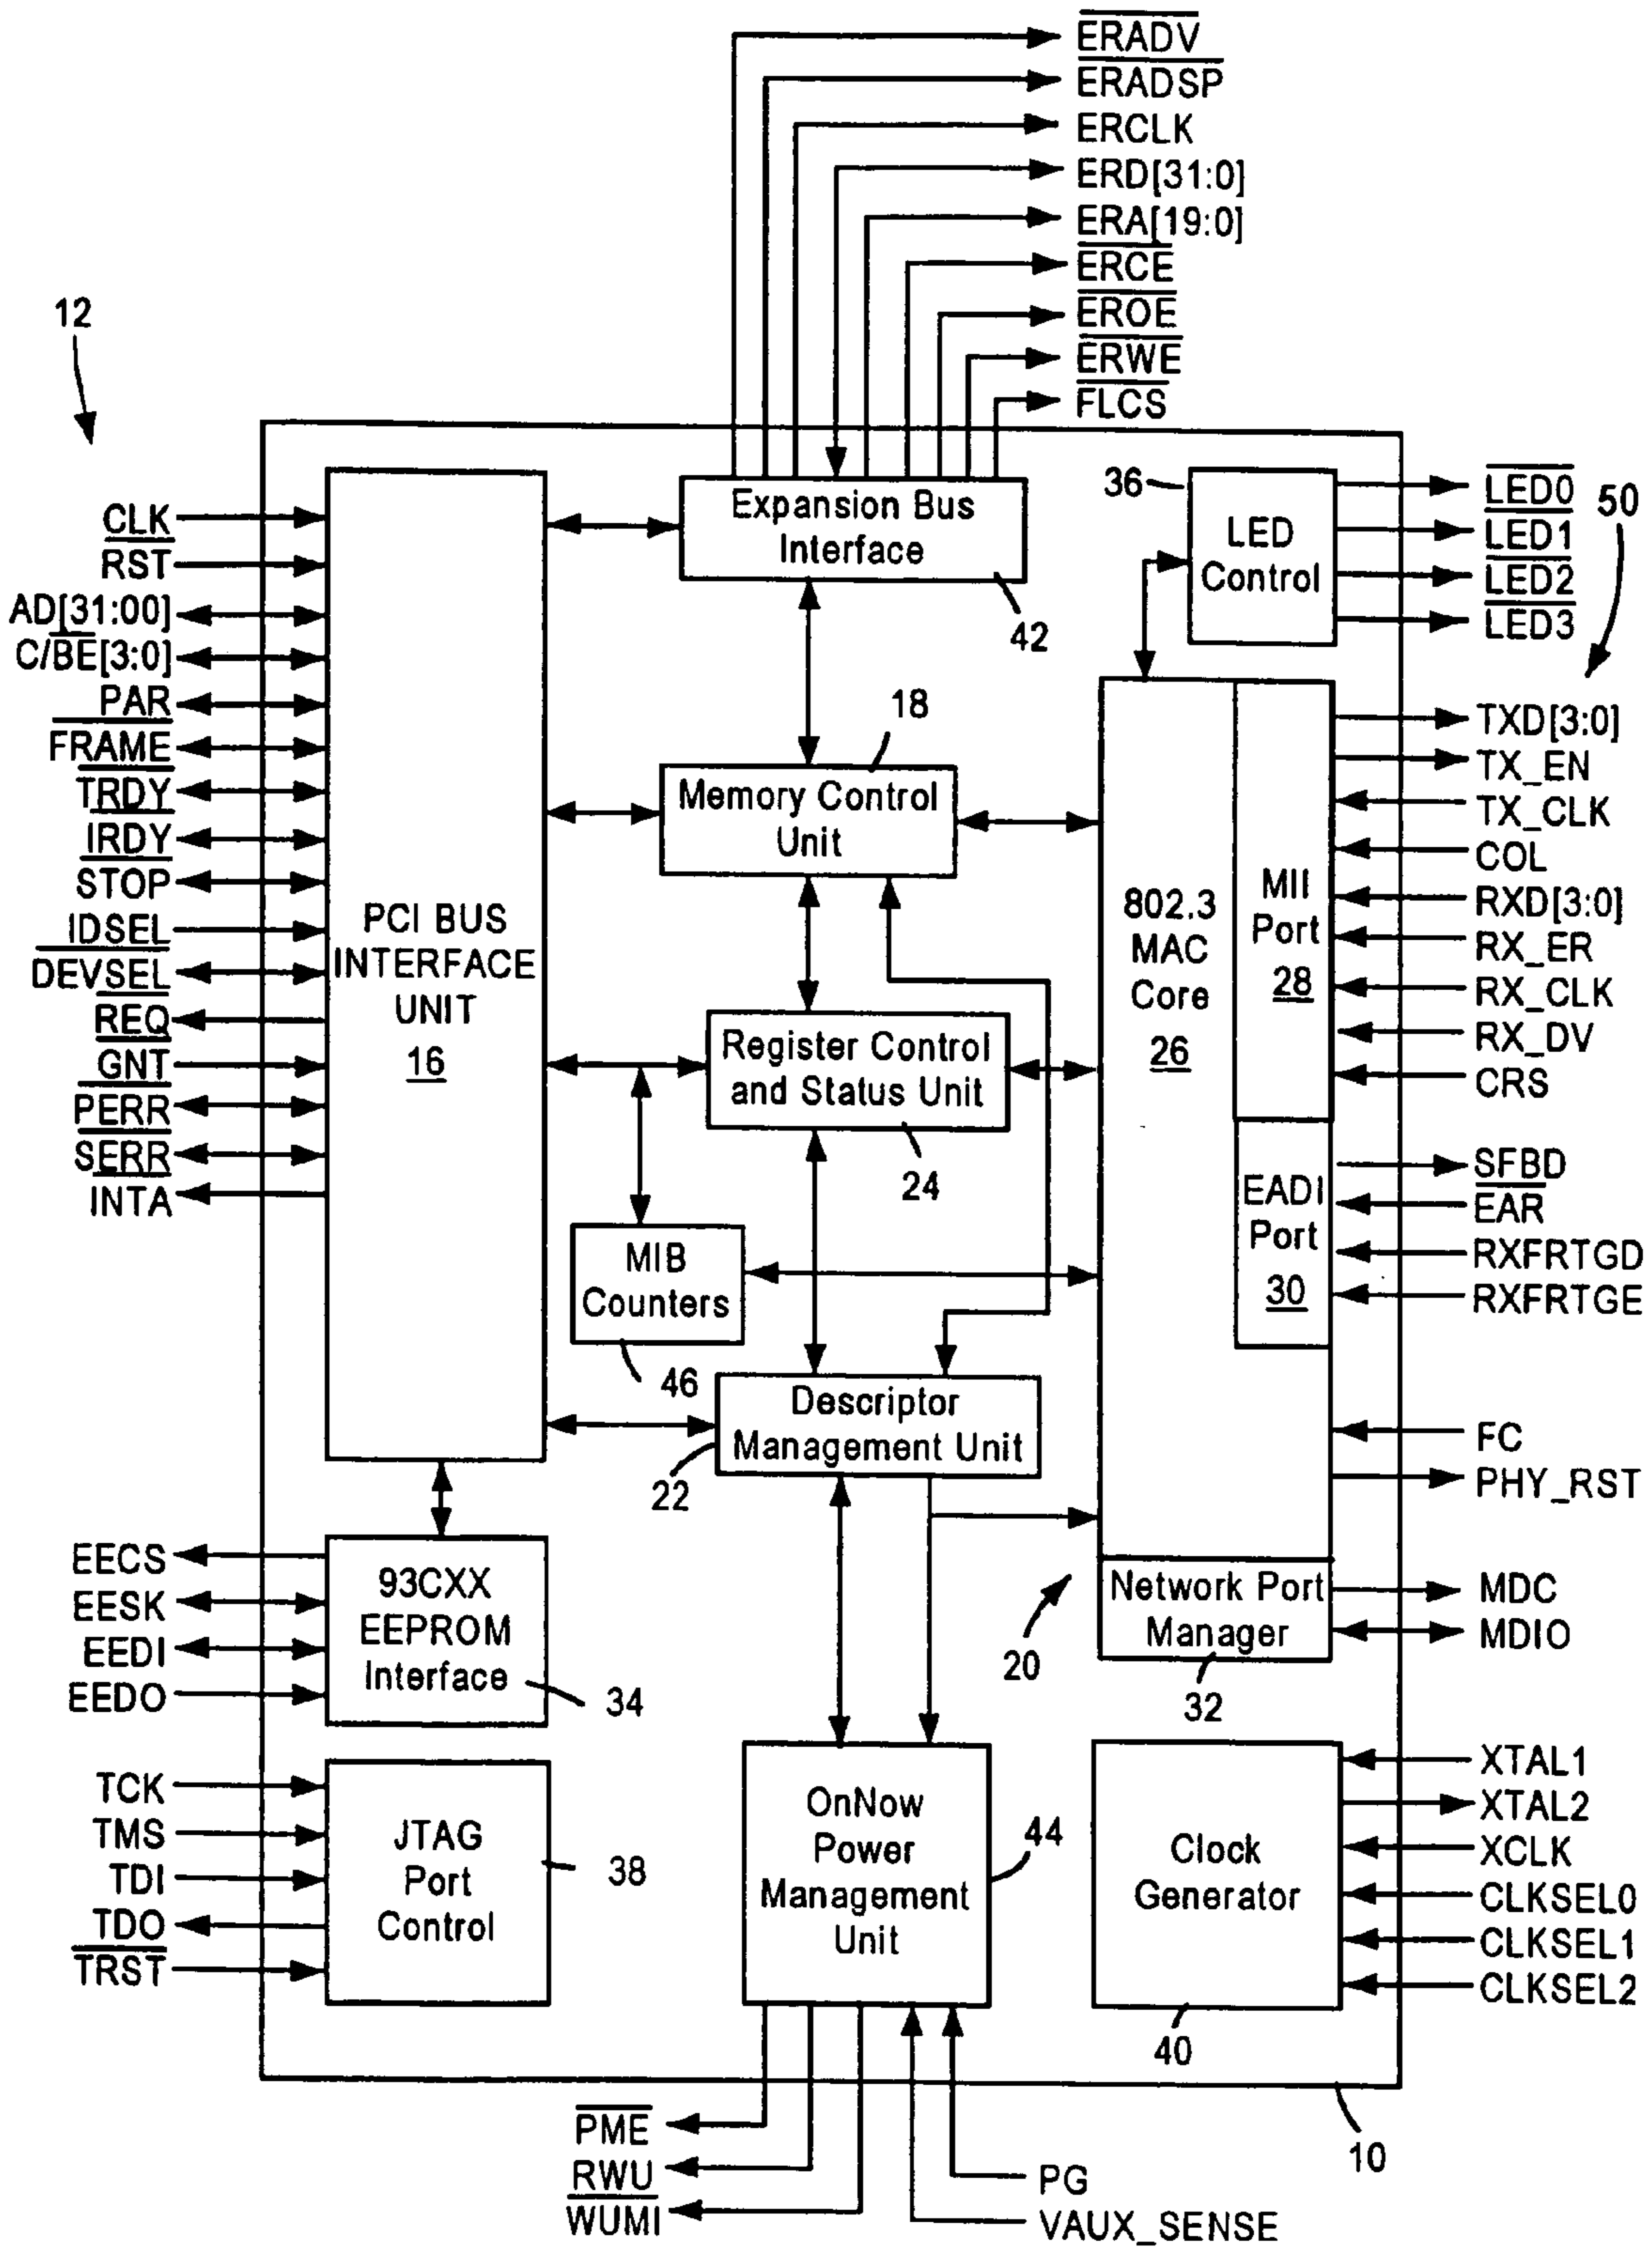 ERADV
ERADSP
ERCLK
ERD[31:0]
ERA[19:0]
ERCE
EROE
ERWE
FLCS
12
CLK
RST
AD[31:00]
C/BE[3:0]
PAR
FRAME
TRDY
IRDY
STOP
IDSEL
DEVSEL
REQ
GNT
PERR
SERR
INTA
PCI BUS
INTERFACE
UNIT
16
Expansion Bus
Interface
42
36
LED
Control
LED0
LED1
LED2
LED3
50
18
Memory Control
Unit
802.3
MAC
Core
26
MII
Port
28
TXD[3:0]
TX_EN
TX_CLK
COL
RXD[3:0]
RX_ER
RX_CLK
RX_DV
CRS
Register Control
and Status Unit
24
EADI
Port
30
SFBD
EAR
RXFRTGD
RXFRTGE
MIB
Counters
46
Descriptor
Management Unit
22
FC
PHY_RST
20
Network Port
Manager
32
MDC
MDIO
EECS
EESK
EEDI
EEDO
93CXX
EEPROM
Interface
34
TCK
TMS
TDI
TDO
TRST
JTAG
Port
Control
38
OnNow
Power
Management
Unit
44
Clock
Generator
40
XTAL1
XTAL2
XCLK
CLKSEL0
CLKSEL1
CLKSEL2
10
PME
RWU
WUMI
PG
VAUX_SENSE